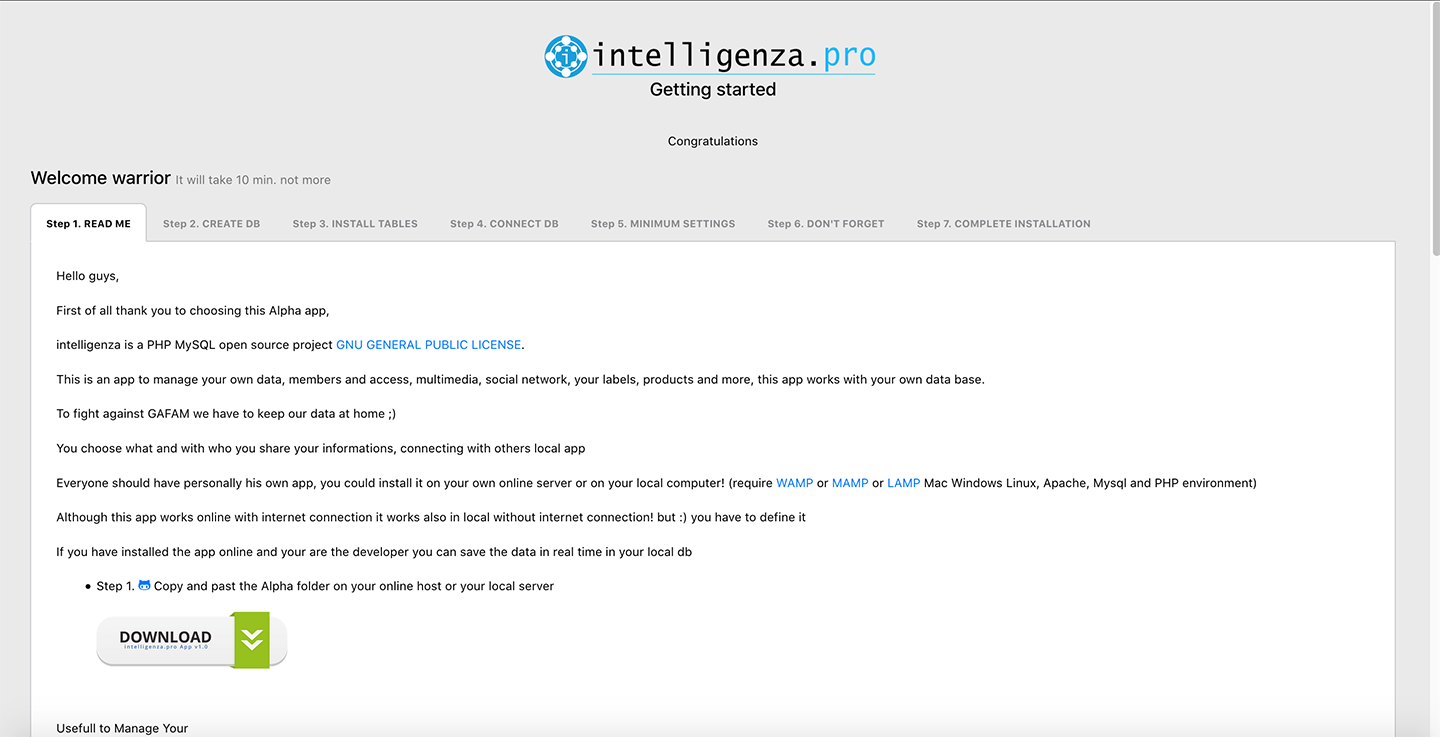 intelligenza.pro
Getting started
Congratulations
Welcome warrior It will take 10 min. not more
Step 1. READ ME Step 2. CREATE DB Step 3. INSTALL TABLES Step 4. CONNECT DB Step 5. MINIMUM SETTINGS Step 6. DON'T FORGET Step 7. COMPLETE INSTALLATION
Hello guys,
First of all thank you to choosing this Alpha app,
intelligenza is a PHP MySQL open source project GNU GENERAL PUBLIC LICENSE.
This is an app to manage your own data, members and access, multimedia, social network, your labels, products and more, this app works with your own data base.
To fight against GAFAM we have to keep our data at home ;)
You choose what and with who you share your informations, connecting with others local app
Everyone should have personally his own app, you could install it on your own online server or on your local computer! (require WAMP or MAMP or LAMP Mac Windows Linux, Apache, Mysql and PHP environment)
Although this app works online with internet connection it works also in local without internet connection! but :) you have to define it
If you have installed the app online and your are the developer you can save the data in real time in your local db
• Step 1. Copy and past the Alpha folder on your online host or your local server
DOWNLOAD
intelligenza.pro App v1.0
Usefull to Manage Your